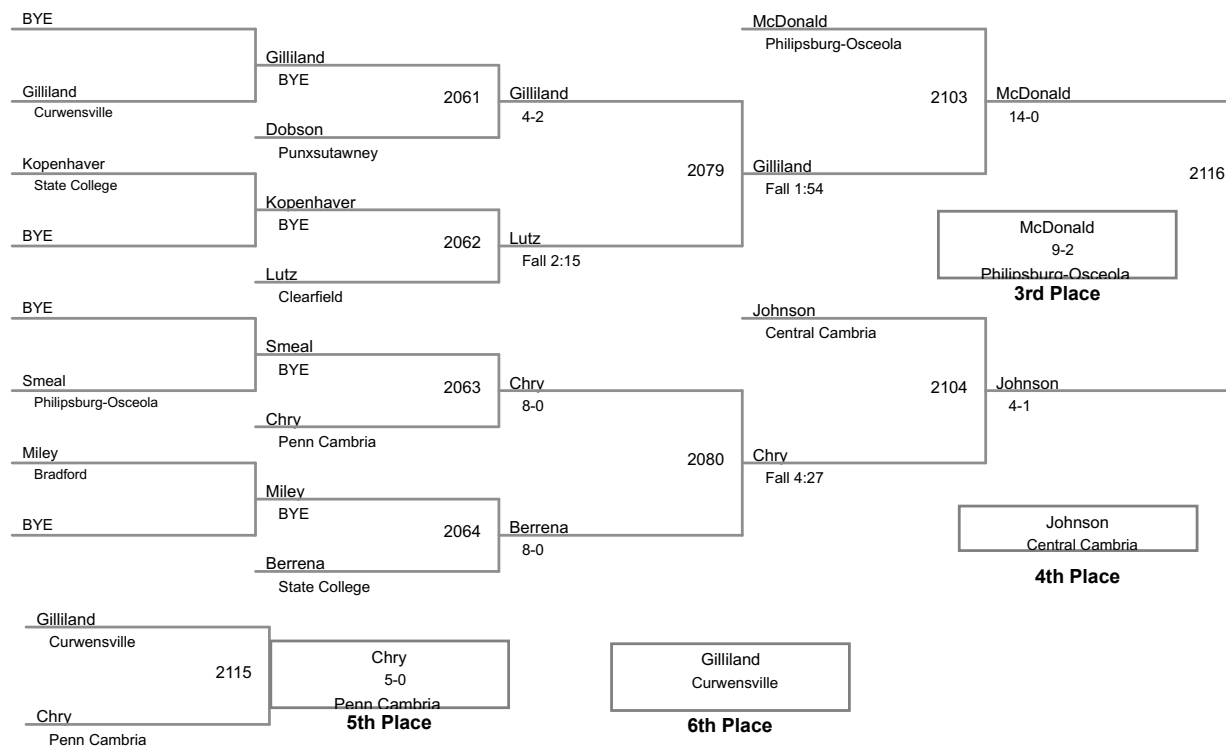 BYE
Gilliland
Curwensville
Kopenhaver
State College
BYE
BYE
Smeal
Philipsburg-Osceola
Miley
Bradford
BYE
Gilliland
BYE
2061
Dobson
Punxsutawney
Kopenhaver
BYE
2062
Lutz
Clearfield
Smeal
BYE
2063
Chry
Penn Cambria
Miley
BYE
2064
Berrena
State College
Gilliland
4-2
2079
Lutz
Fall 2:15
Chry
8-0
2080
Berrena
8-0
McDonald
Philipsburg-Osceola
2103
Gilliland
Fall 1:54
Johnson
Central Cambria
2104
Chry
Fall 4:27
McDonald
14-0
2116
Johnson
4-1
McDonald
9-2
Philipsburg-Osceola
3rd Place
Johnson
Central Cambria
4th Place
Gilliland
Curwensville
2115
Chry
Penn Cambria
Chry
5-0
Penn Cambria
5th Place
Gilliland
Curwensville
6th Place